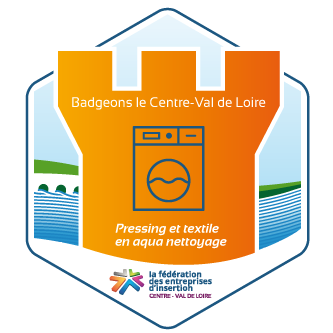 Badgeons le Centre-Val de Loire
Pressing et textile
en aqua nettoyage
la fédération
des entreprises
d'insertion
CENTRE - VAL DE LOIRE